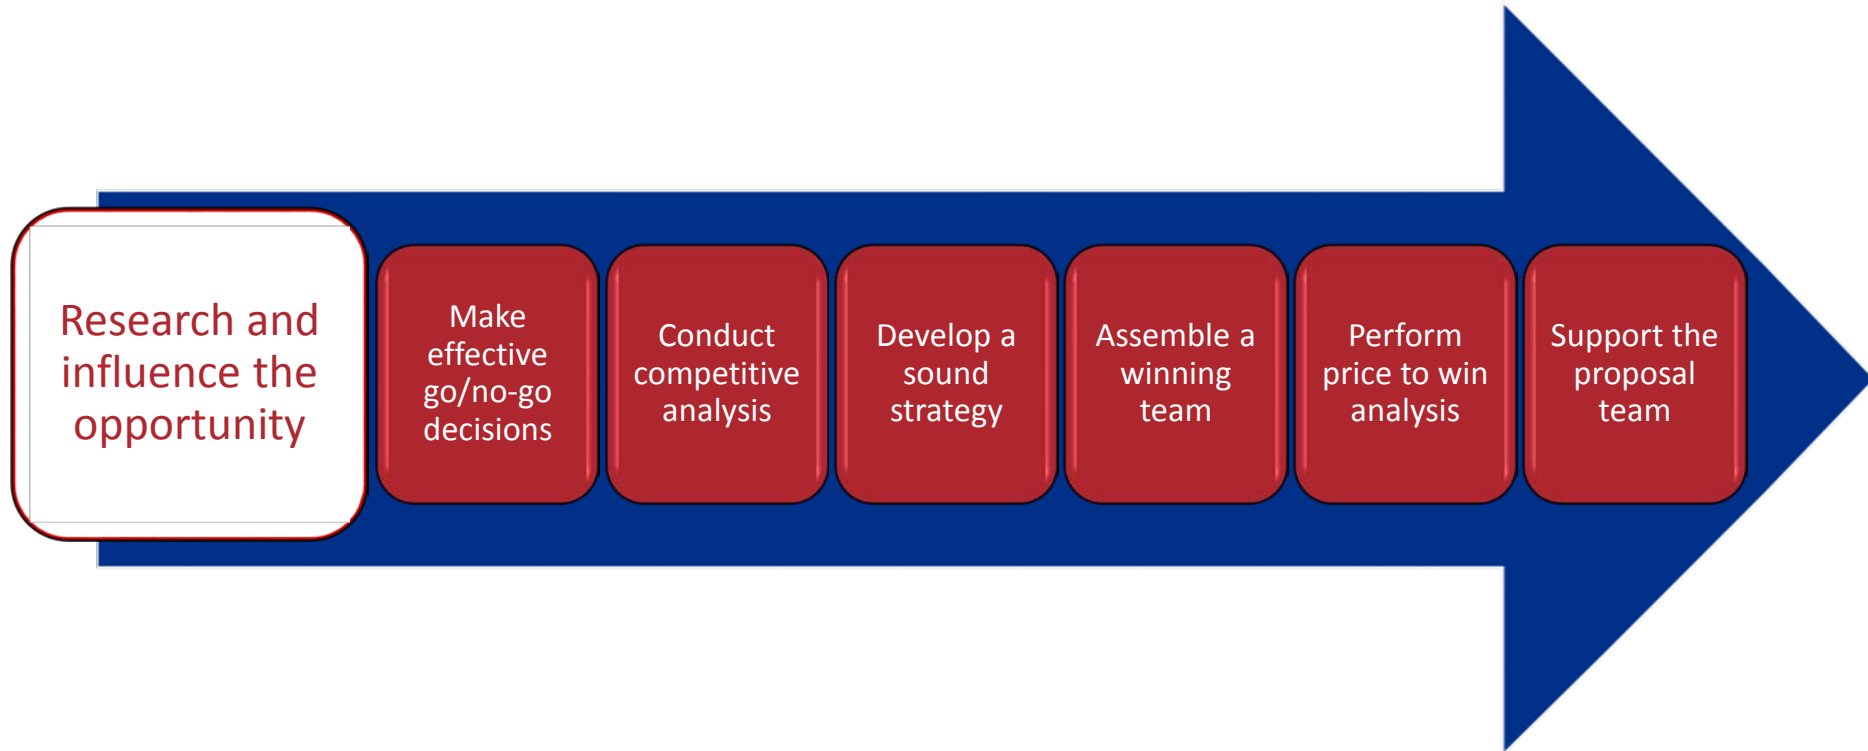 Research and
influence the
opportunity
Make
effective
go/no-go
decisions
Conduct
competitive
analysis
Develop a
sound
strategy
Assemble a
winning
team
Perform
price to win
analysis
Support the
proposal
team